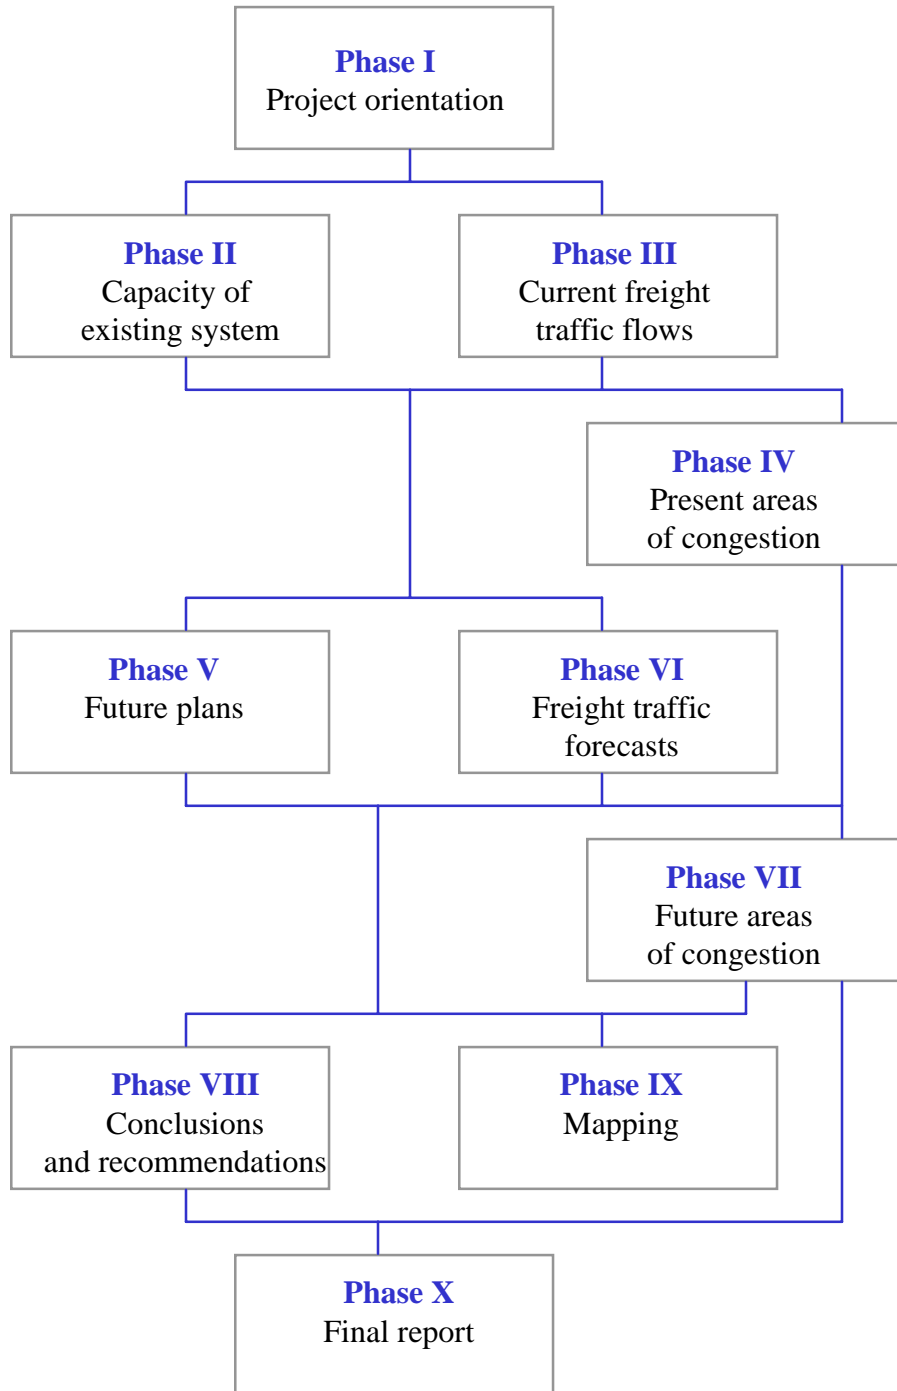 Phase I
Project orientation
Phase II
Capacity of
existing system
Phase III
Current freight
traffic flows
Phase IV
Present areas
of congestion
Phase V
Future plans
Phase VI
Freight traffic
forecasts
Phase VII
Future areas
of congestion
Phase VIII
Conclusions
and recommendations
Phase IX
Mapping
Phase X
Final report